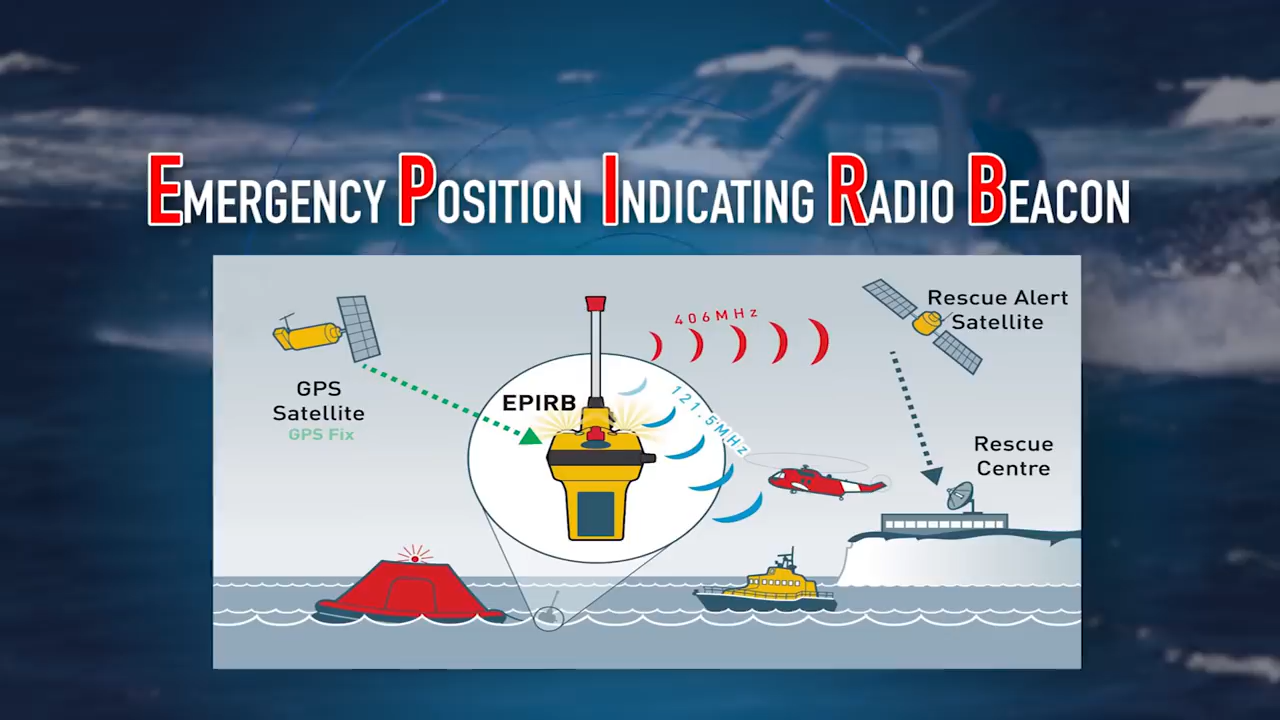 EMERGENCY POSITION INDICATING RADIO BEACON
406MHz
Rescue Alert
Satellite
GPS
Satellite
GPS Fix
EPIRB
121.5MHz
Rescue
Centre